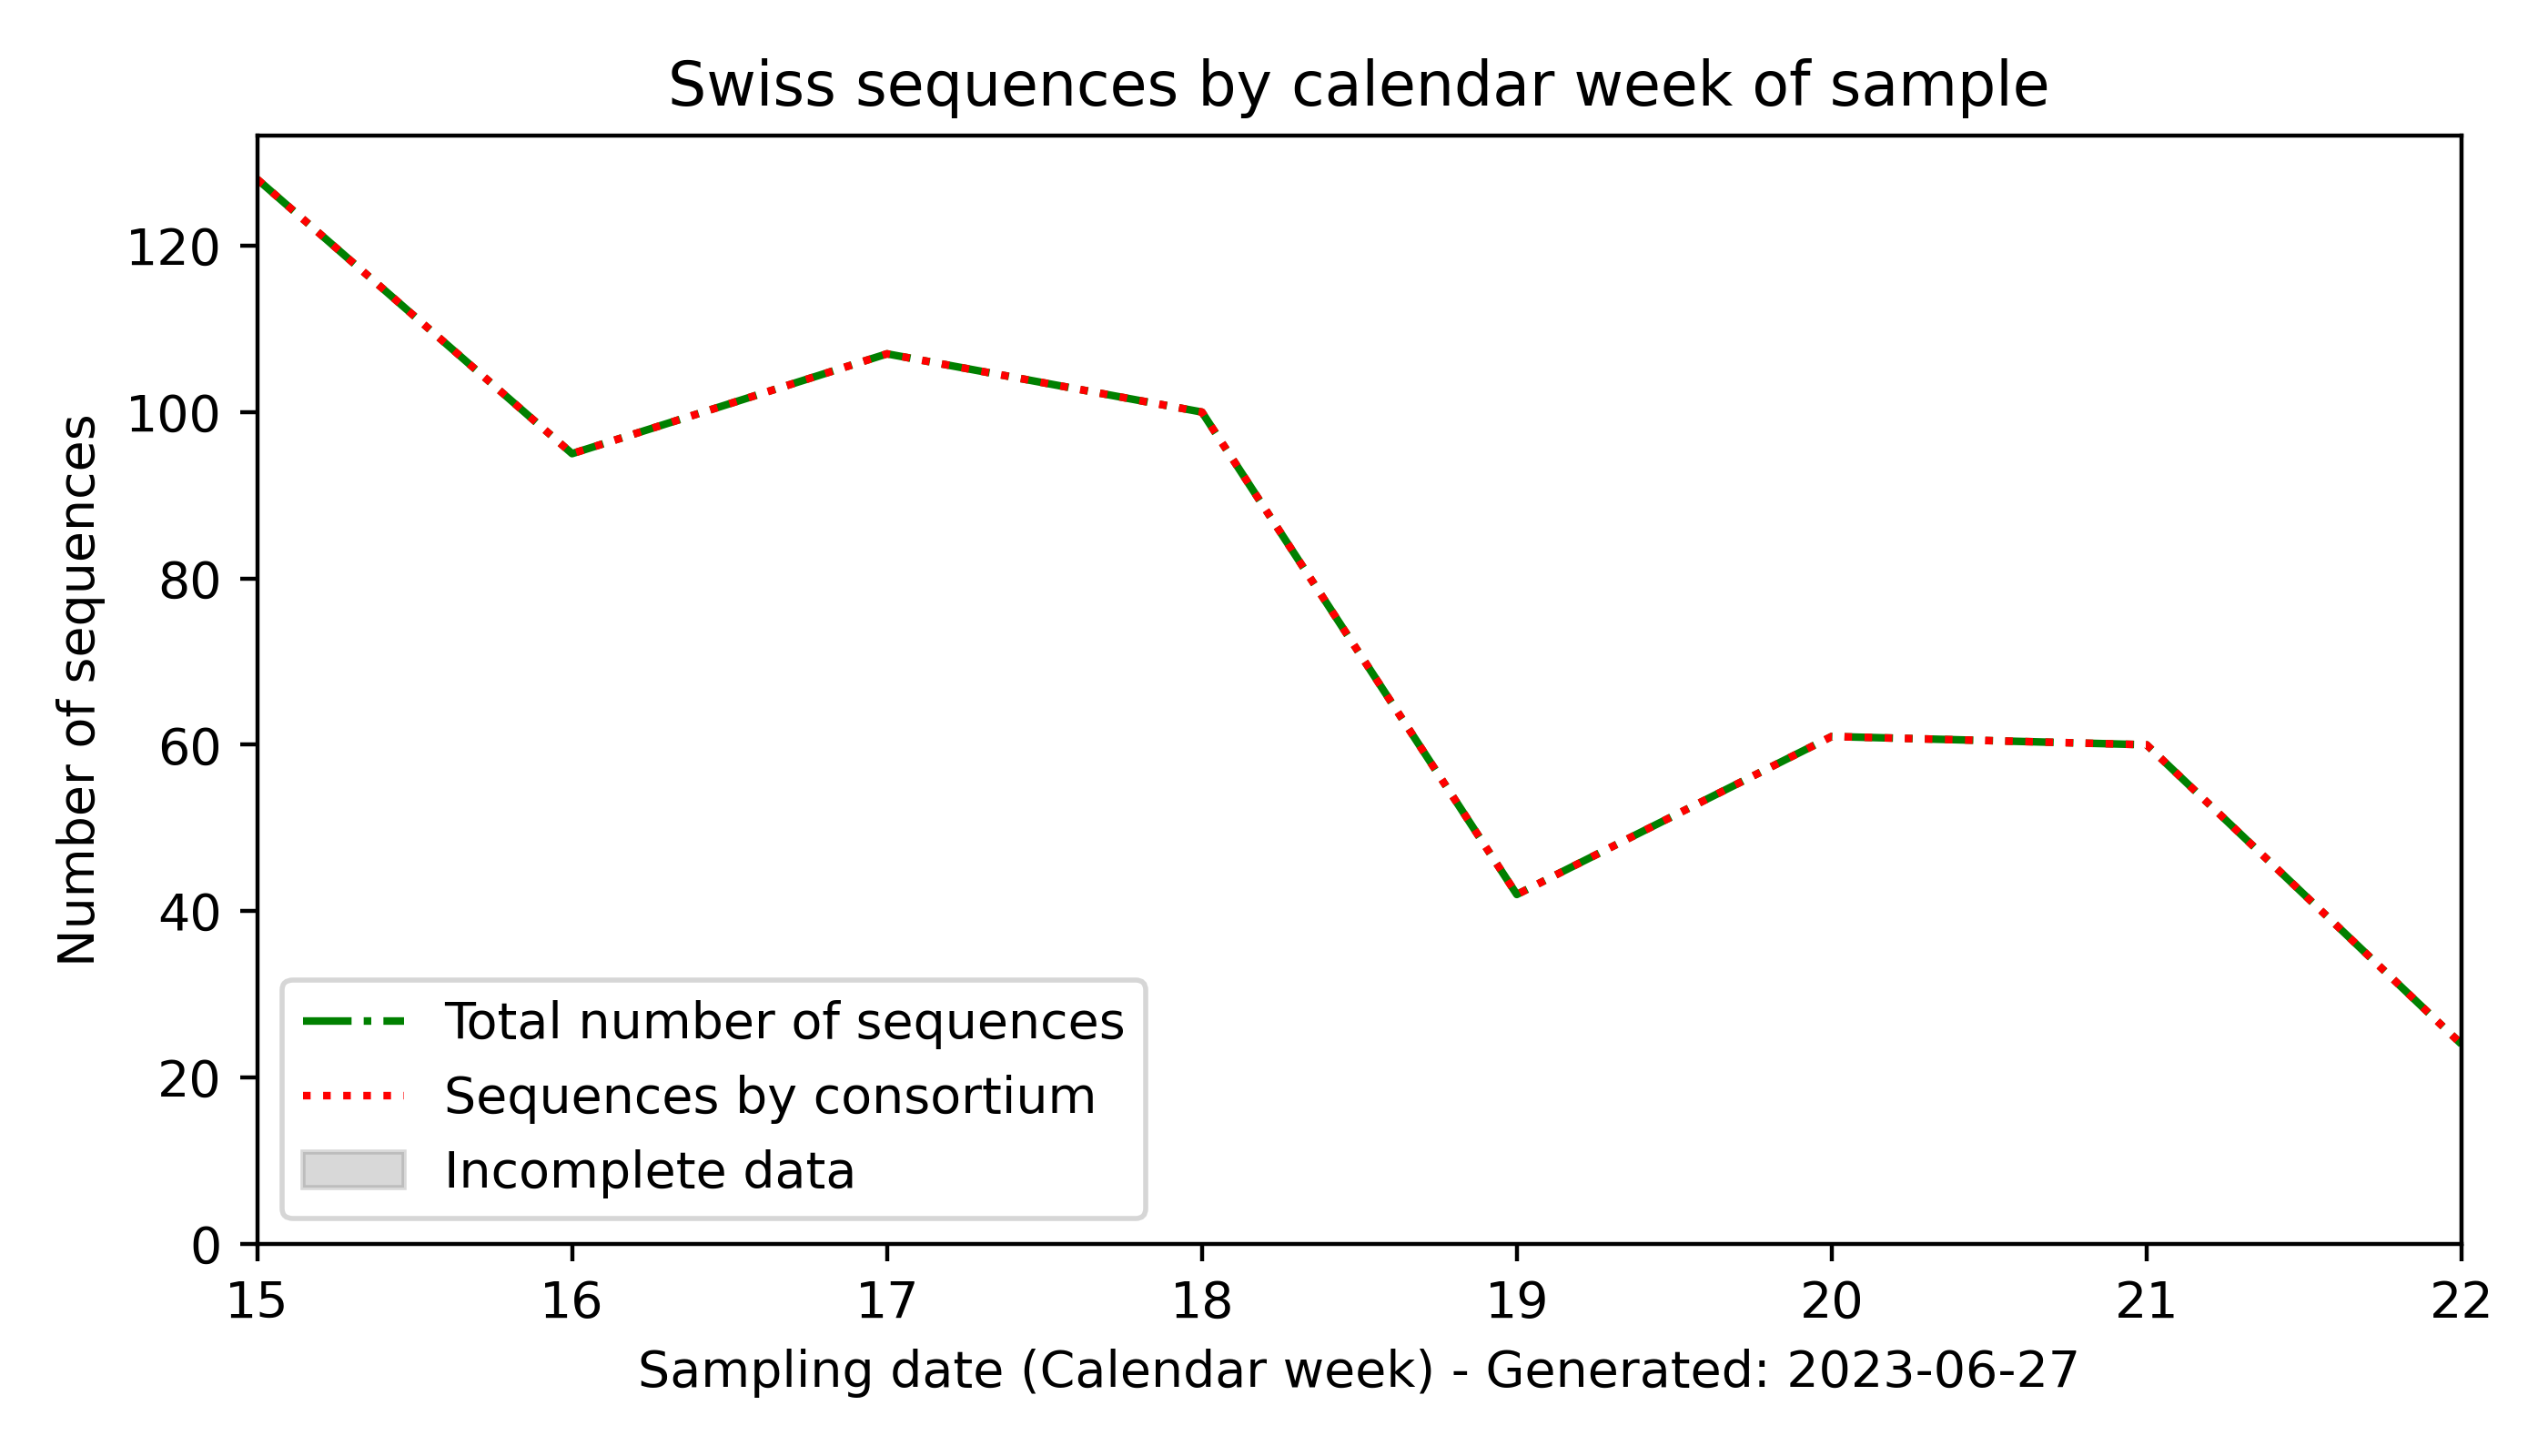 Swiss sequences by calendar week of sample
Number of sequences
120
100
80
60
40
20
0
Total number of sequences
Sequences by consortium
Incomplete data
15 16 17 18 19 20 21 22
Sampling date (Calendar week) - Generated: 2023-06-27